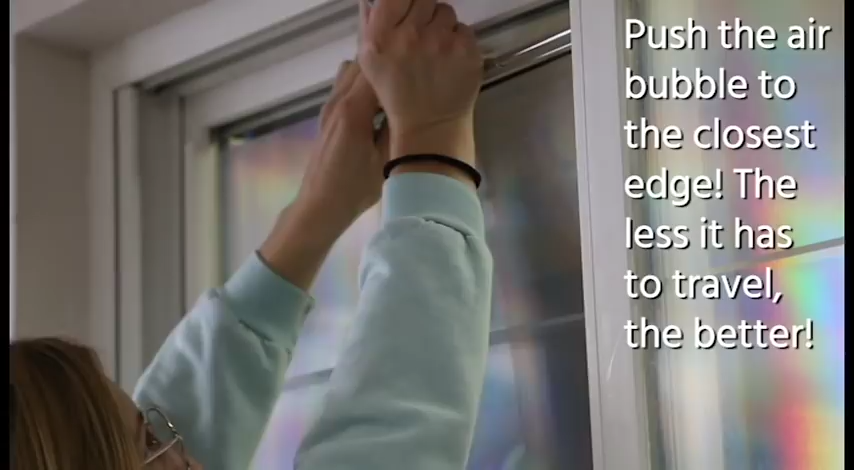 Push the air
bubble to
the closest
edge! The
less it has
to travel,
the better!